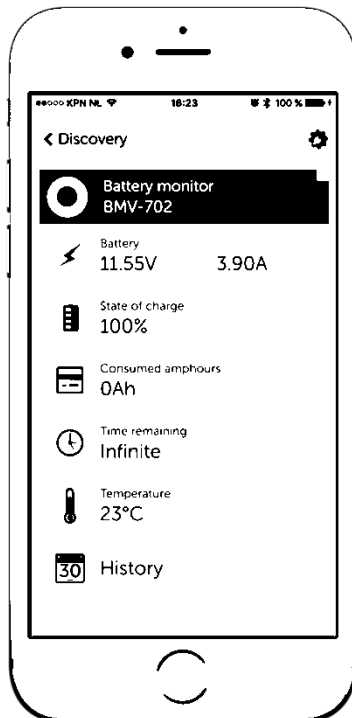 KPN NL 16:23 100 %
Discovery
Battery monitor
BMV-702
Battery
11.55V 3.90A
State of charge
100%
Consumed amphours
0Ah
Time remaining
Infinite
Temperature
23°C
30 History